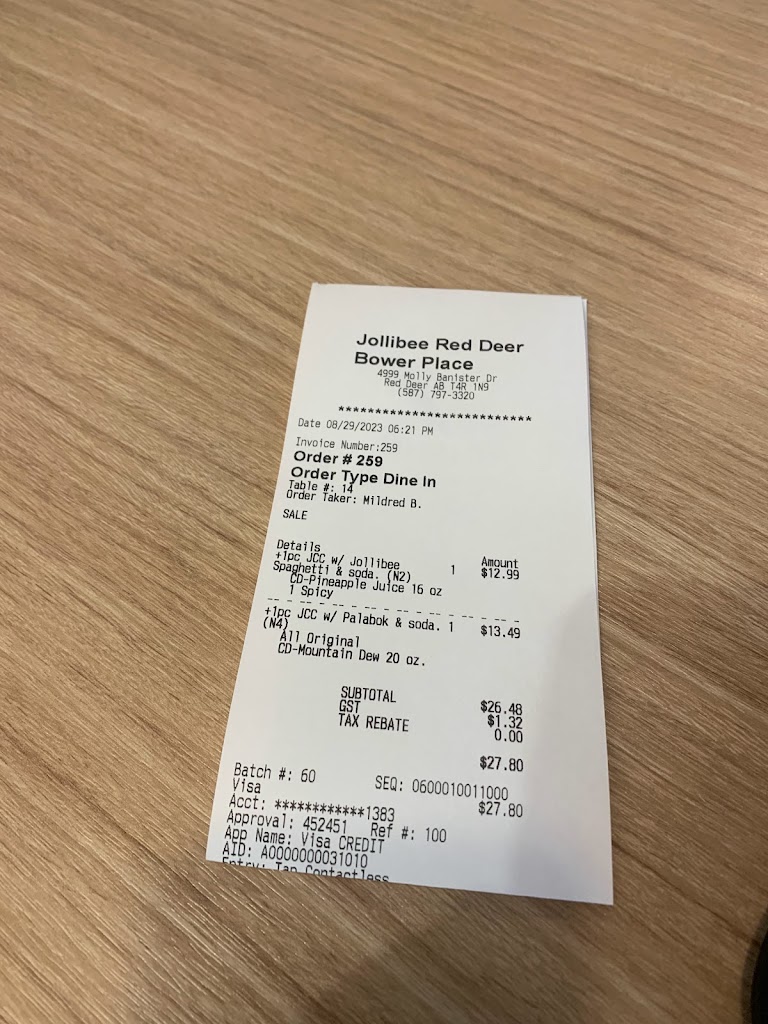 Jollibee Red Deer
Bower Place
4999 Molly Banister Dr
Red Deer AB T4R 1N9
(587) 797-3320
**************************
Date 08/29/2023 06:21 PM
Invoice Number:259
Order # 259
Order Type Dine In
Table #: 14
Order Taker: Mildred B.
SALE
Details Amount
+1pc JCC w/ Jollibee 1 $12.99
Spaghetti & soda. (N2)
CD-Pineapple Juice 16 oz
1 Spicy
-- -- -- -- -- -- -- -- -- -- -- --
+1pc JCC w/ Palabok & soda. 1 $13.49
(N4)
All Original
CD-Mountain Dew 20 oz.
SUBTOTAL $26.48
GST $1.32
TAX REBATE 0.00
$27.80
Batch #: 60 SEQ: 0600010011000
Visa $27.80
Acct: ************1383
Approval: 452451 Ref #: 100
App Name: Visa CREDIT
AID: A0000000031010
Entry: Tap Contactless